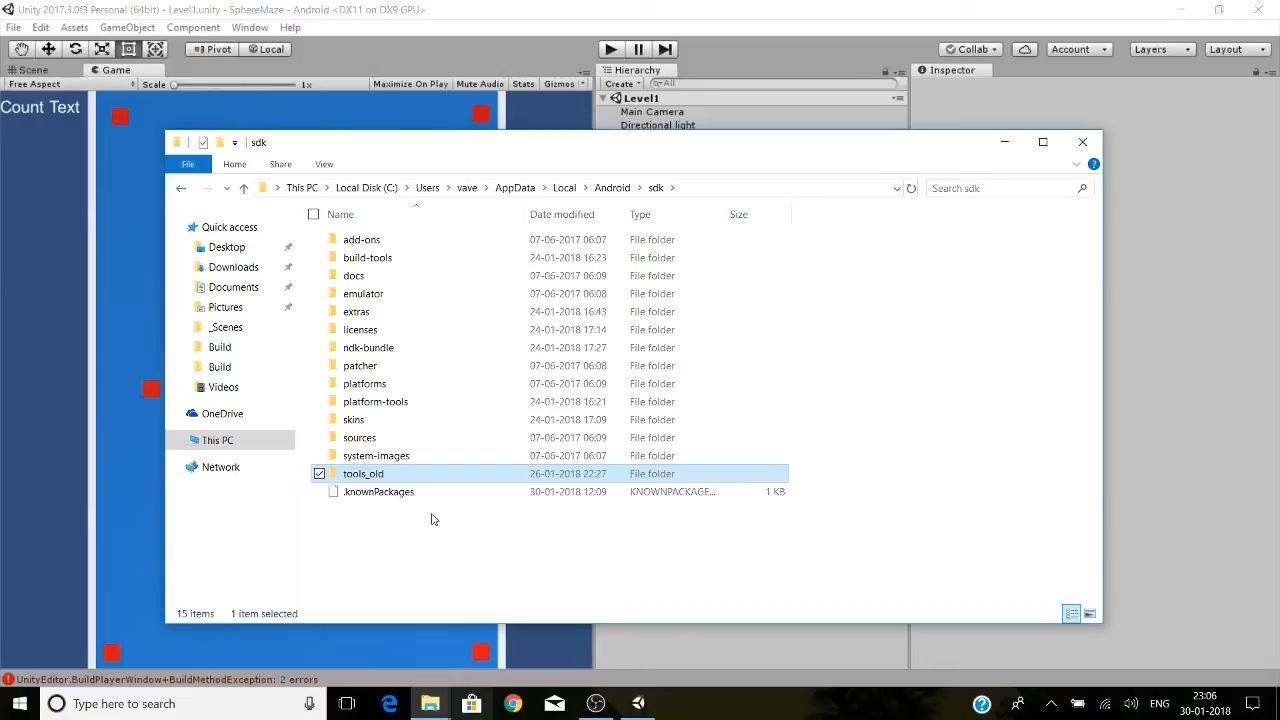 Unity 2017.3.0f3 Personal (64bit) - Level1.unity - SphereMaze - Android <DX11 on DX9 GPU>
File Edit Assets GameObject Component Window Help
Pivot Local Collab Account Layers Layout
Scene Game Hierarchy Inspector
Free Aspect Scale 1x Maximize On Play Mute Audio Stats Gizmos Create All
Count Text
Level1
Main Camera
Directional light
sdk
File Home Share View
This PC Local Disk (C:) Users vave AppData Local Android sdk
Search sdk
Name Date modified Type Size
Quick access
Desktop
Downloads
Documents
Pictures
_Scenes
Build
Build
Videos
OneDrive
This PC
Network
add-ons 07-06-2017 06:07 File folder
build-tools 24-01-2018 16:23 File folder
docs 07-06-2017 06:09 File folder
emulator 07-06-2017 06:08 File folder
extras 24-01-2018 16:43 File folder
licenses 24-01-2018 17:14 File folder
ndk-bundle 24-01-2018 17:27 File folder
patcher 07-06-2017 06:08 File folder
platforms 07-06-2017 06:09 File folder
platform-tools 24-01-2018 16:21 File folder
skins 24-01-2018 17:09 File folder
sources 07-06-2017 06:09 File folder
system-images 07-06-2017 06:07 File folder
tools_old 26-01-2018 22:27 File folder
.knownPackages 30-01-2018 12:09 KNOWNPACKAGE... 1 KB
15 items 1 item selected
UnityEditor.BuildPlayerWindow+BuildMethodException: 2 errors
Type here to search
ENG
23:06
30-01-2018